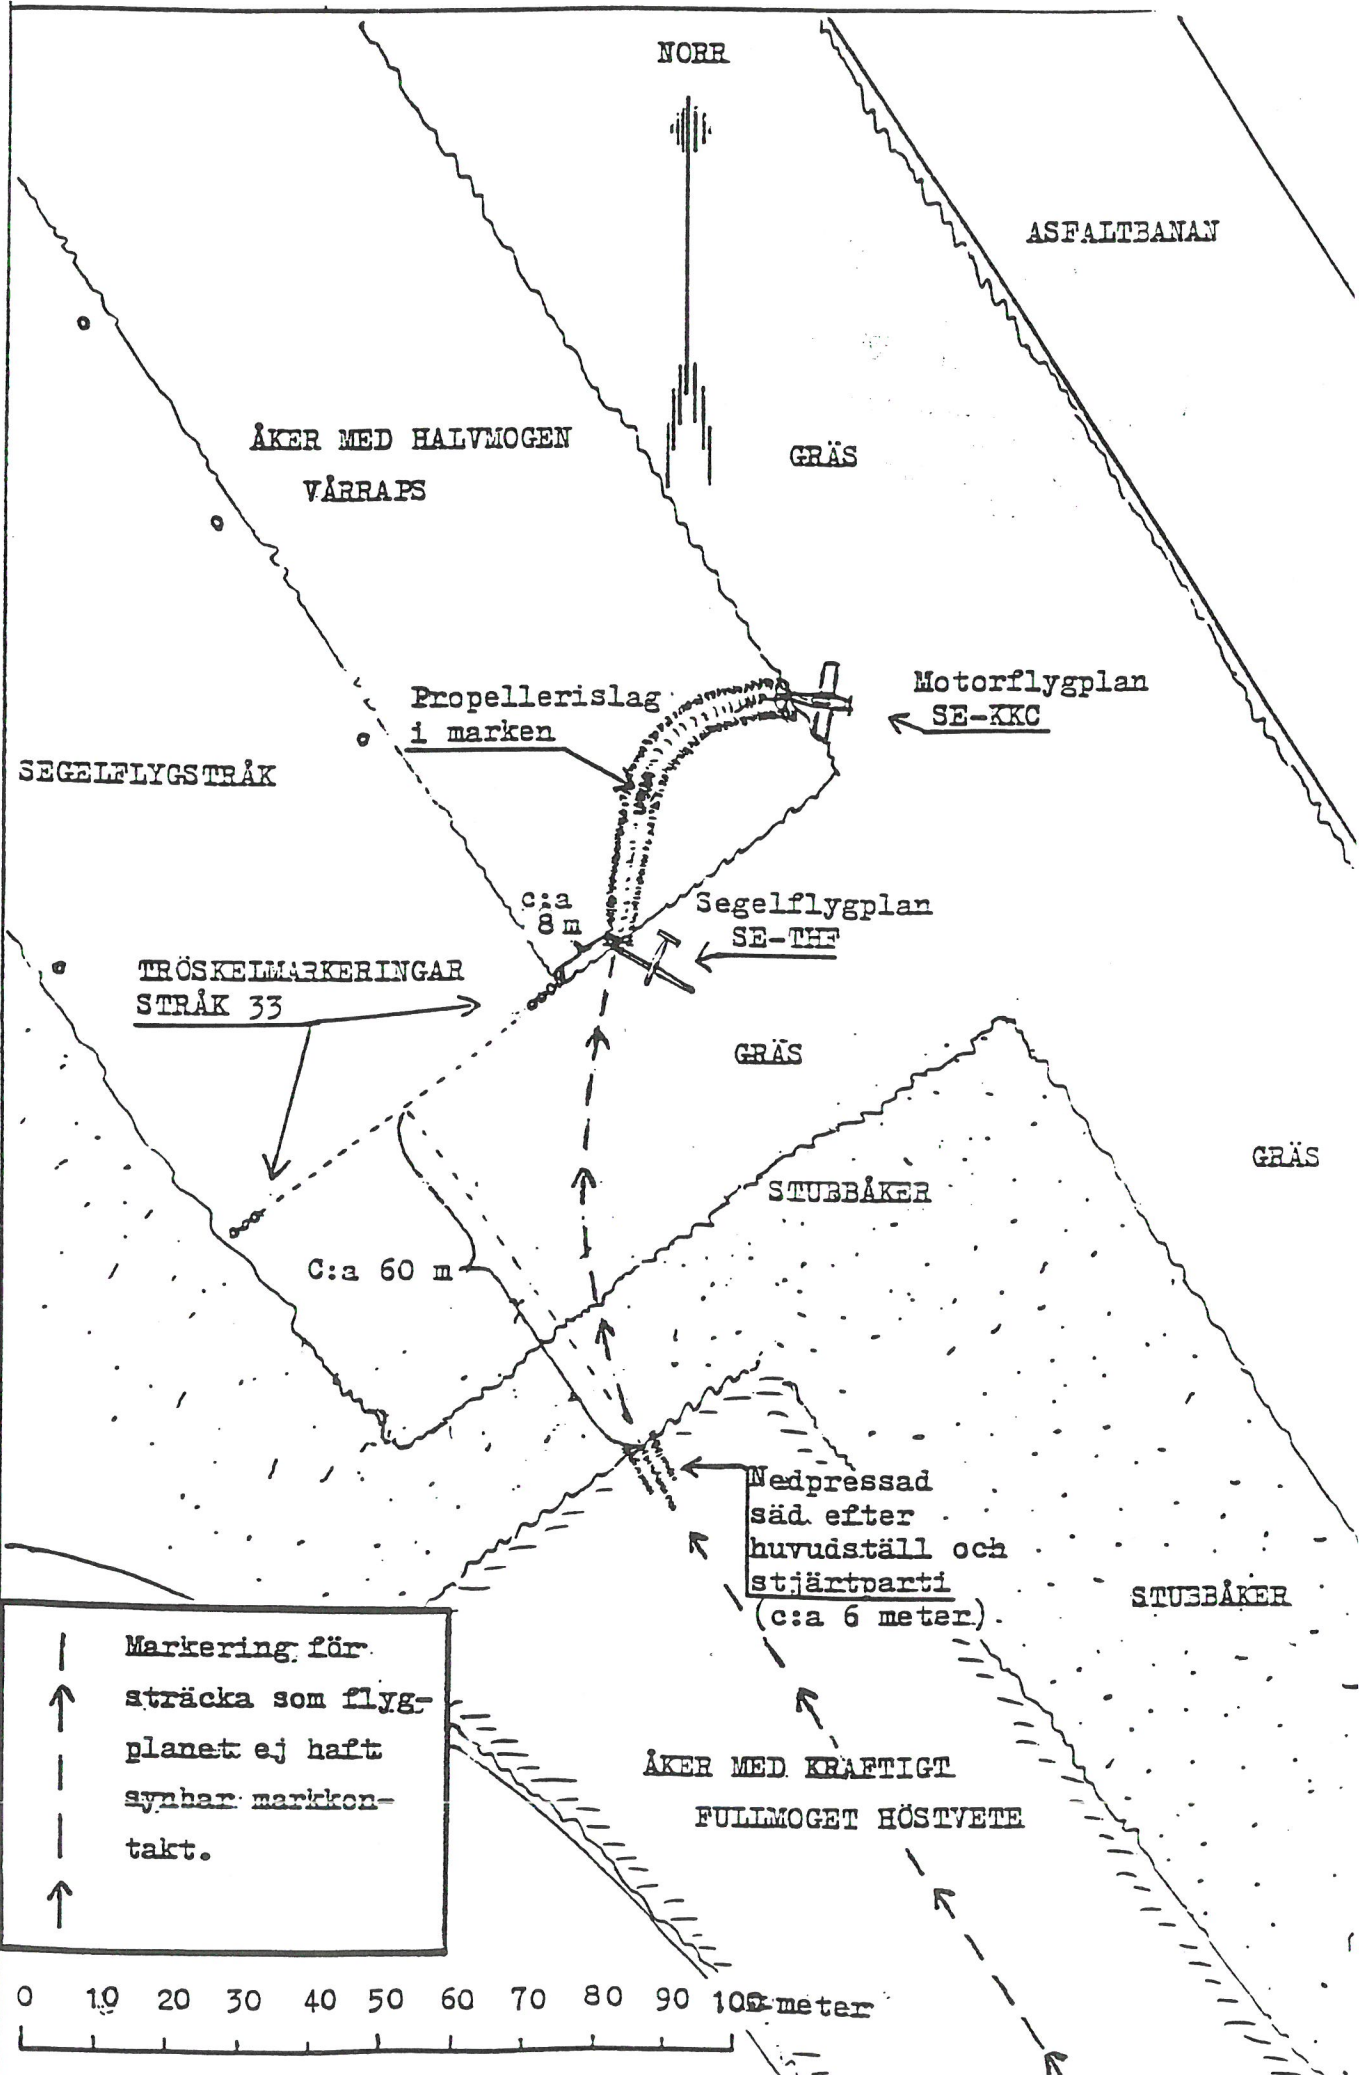 NORR
ASFALTBANAN
ÅKER MED HALVMOGEN
VÅRRAPS
GRÄS
Propellerislag
i marken
Motorflygplan
SE-KKC
SEGELFLYGSTRÅK
c:a
8 m
Segelflygplan
SE-THF
TRÖSKELMARKERINGAR
STRÅK 33
GRÄS
GRÄS
STUBBÅKER
C:a 60 m
Nedpressad
säd efter
huvudställ och
stjärtparti
(c:a 6 meter)
STUBBÅKER
Markering för
sträcka som flyg-
planet ej haft
synbar markkon-
takt.
ÅKER MED KRAFTIGT
FULLMOGET HÖSTVETE
0 10 20 30 40 50 60 70 80 90 100 meter